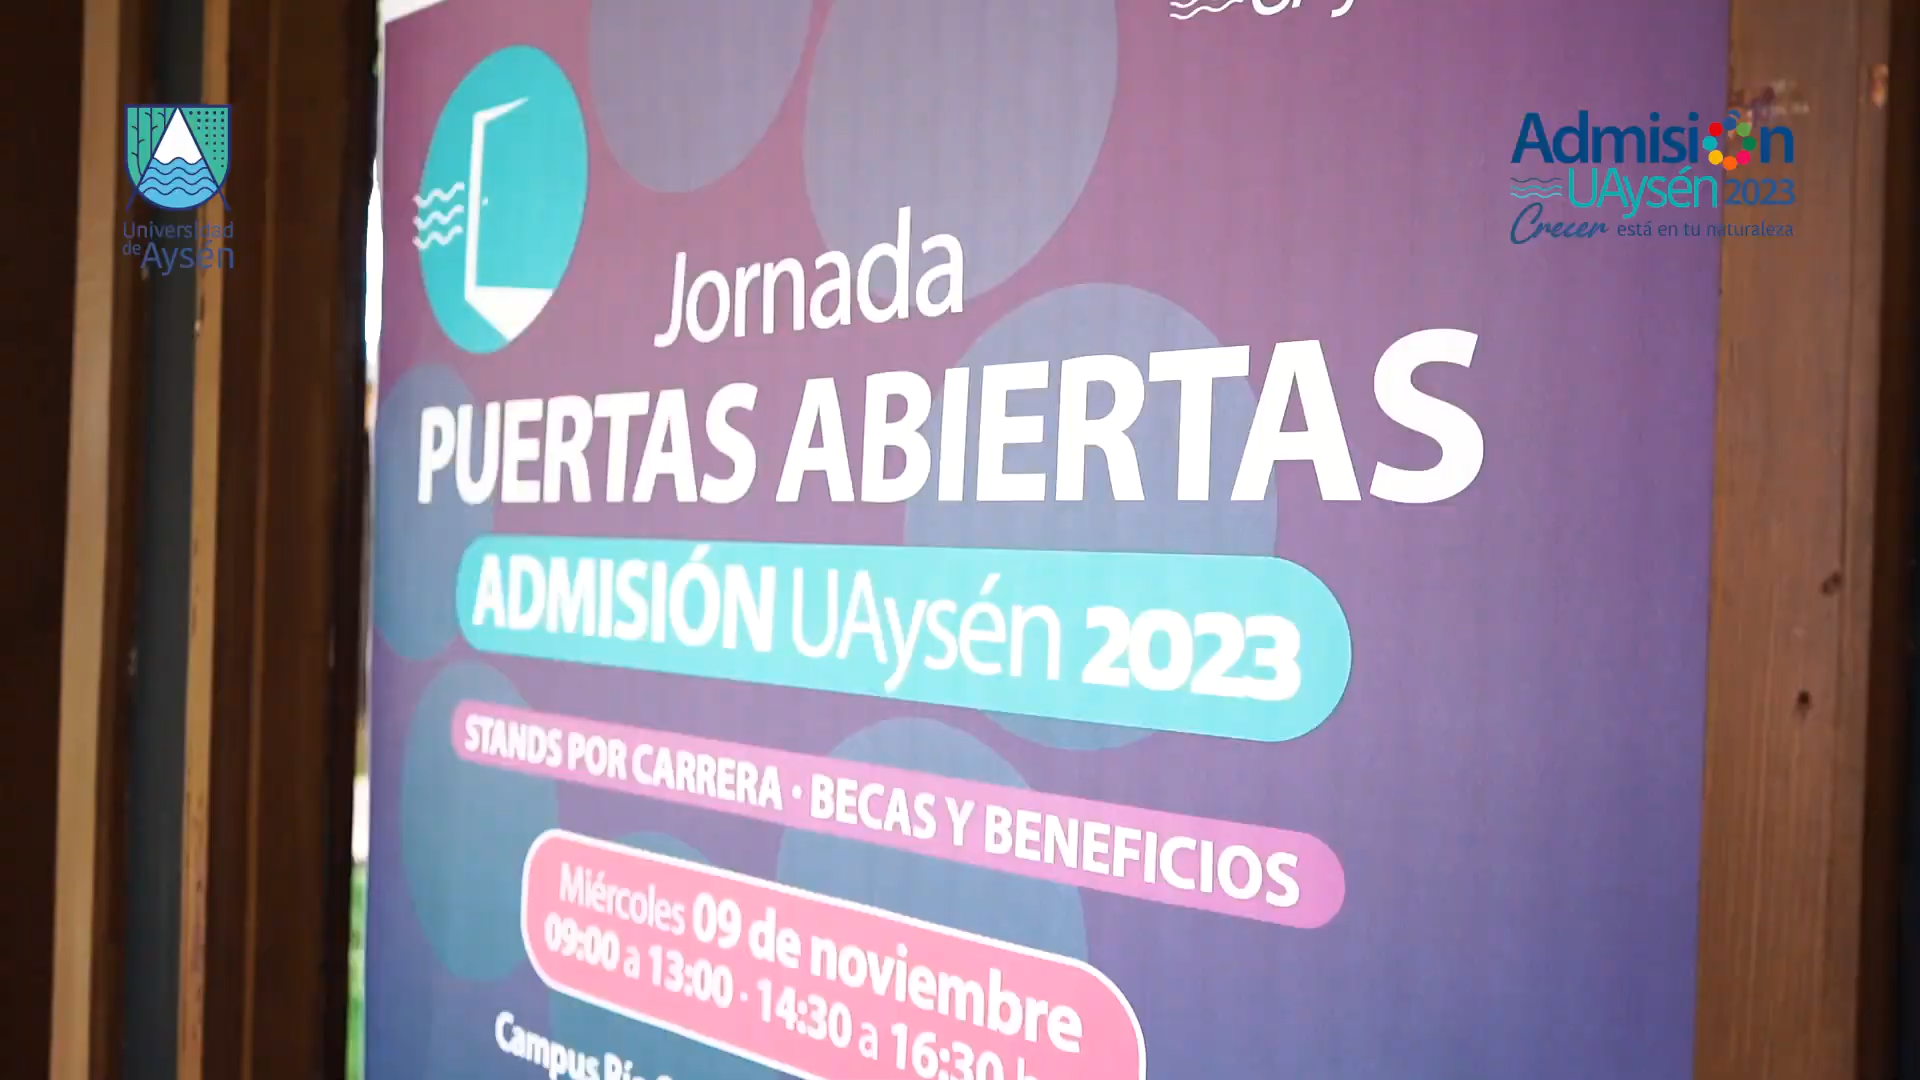 Universidad
de Aysén
Admisión
UAysén 2023
Crecer está en tu naturaleza
Jornada
PUERTAS ABIERTAS
ADMISIÓN UAysén 2023
STANDS POR CARRERA · BECAS Y BENEFICIOS
Miércoles 09 de noviembre
09:00 a 13:00 · 14:30 a 16:30
Campus